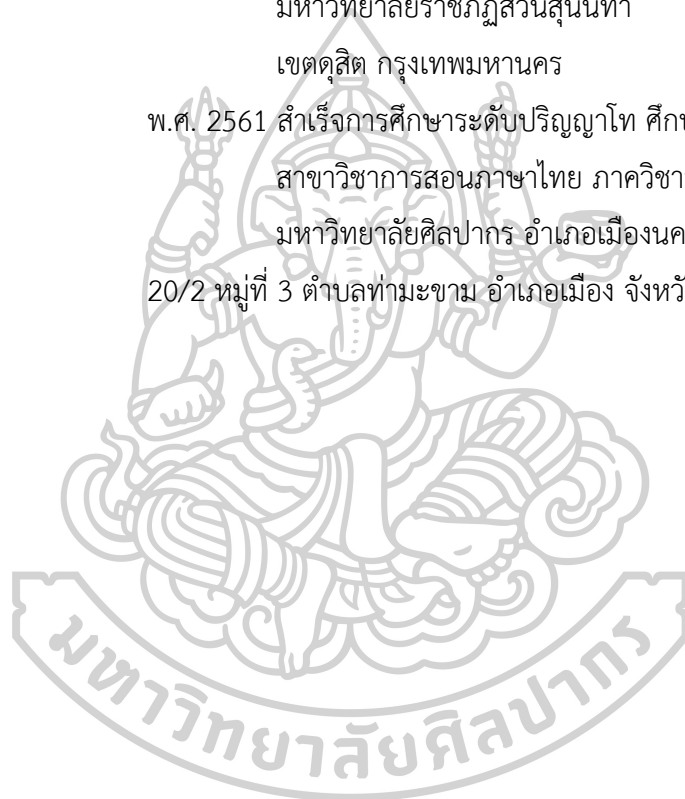 มหาวิทยาลัยราชภัฏสวนสุนันทา
เขตดุสิต กรุงเทพมหานคร
พ.ศ. 2561 สำเร็จการศึกษาระดับปริญญาโท
สาขาวิชาการสอนภาษาไทย ภาควิชา
มหาวิทยาลัยศิลปากร อำเภอเมืองนค
20/2 หมู่ที่ 3 ตำบลท่ามะขาม อำเภอเมือง
มหาวิทยาลัยศิลปากร